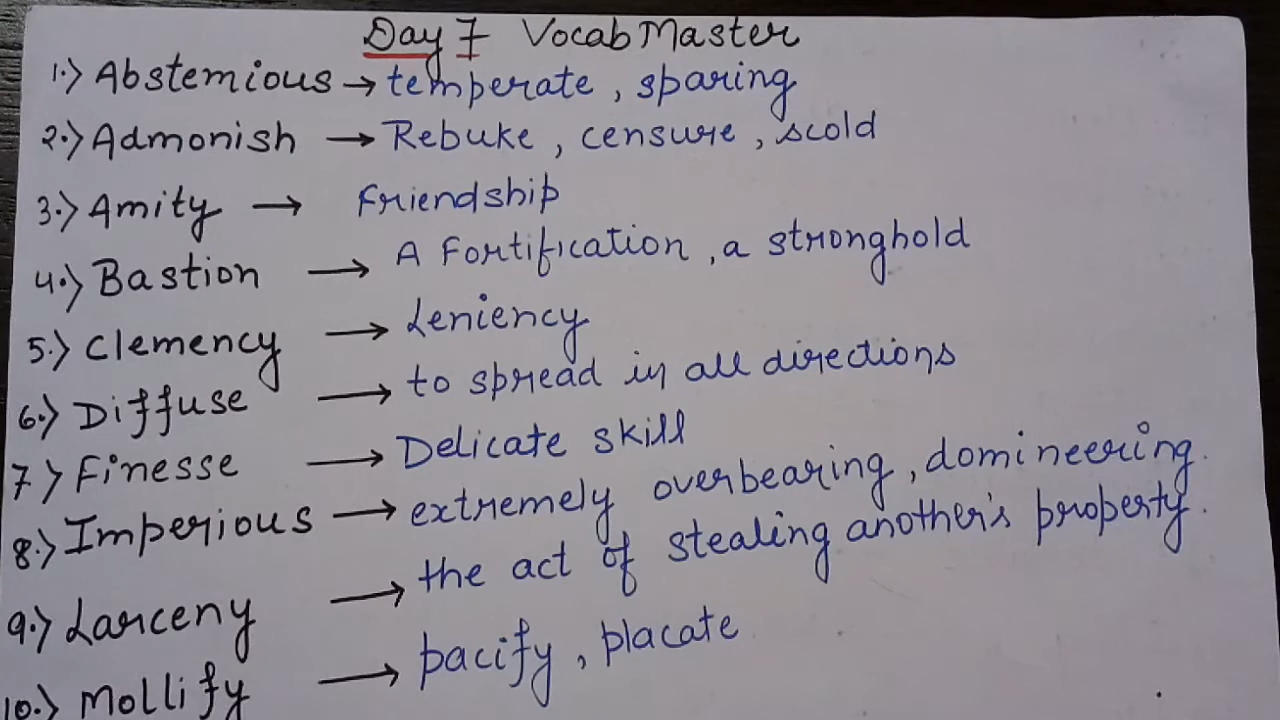 Day 7 Vocab Master
1.) Abstemious → temperate, sparing
2.) Admonish → Rebuke, censure, scold
3.) Amity → Friendship
4.) Bastion → A Fortification, a stronghold
5.) Clemency → Leniency
6.) Diffuse → to spread in all directions
7.) Finesse → Delicate skill
8.) Imperious → extremely overbearing, domineering.
9.) Larceny → the act of stealing another's property.
10.) Mollify → pacify, placate